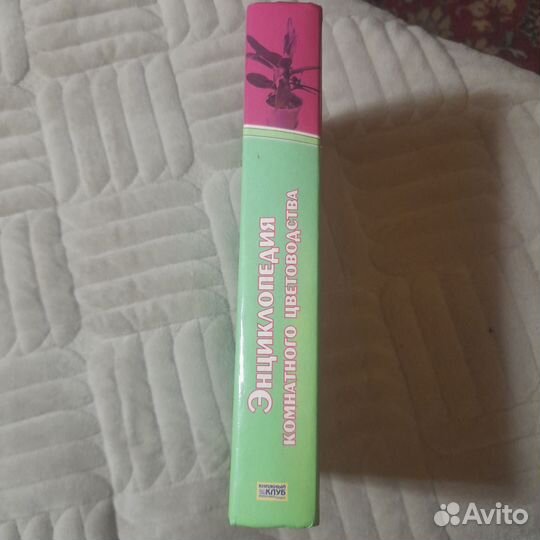 Энциклопедия
КОМНАТНОГО ЦВЕТОВОДСТВА
КНИЖНЫЙ
КЛУБ
Avito